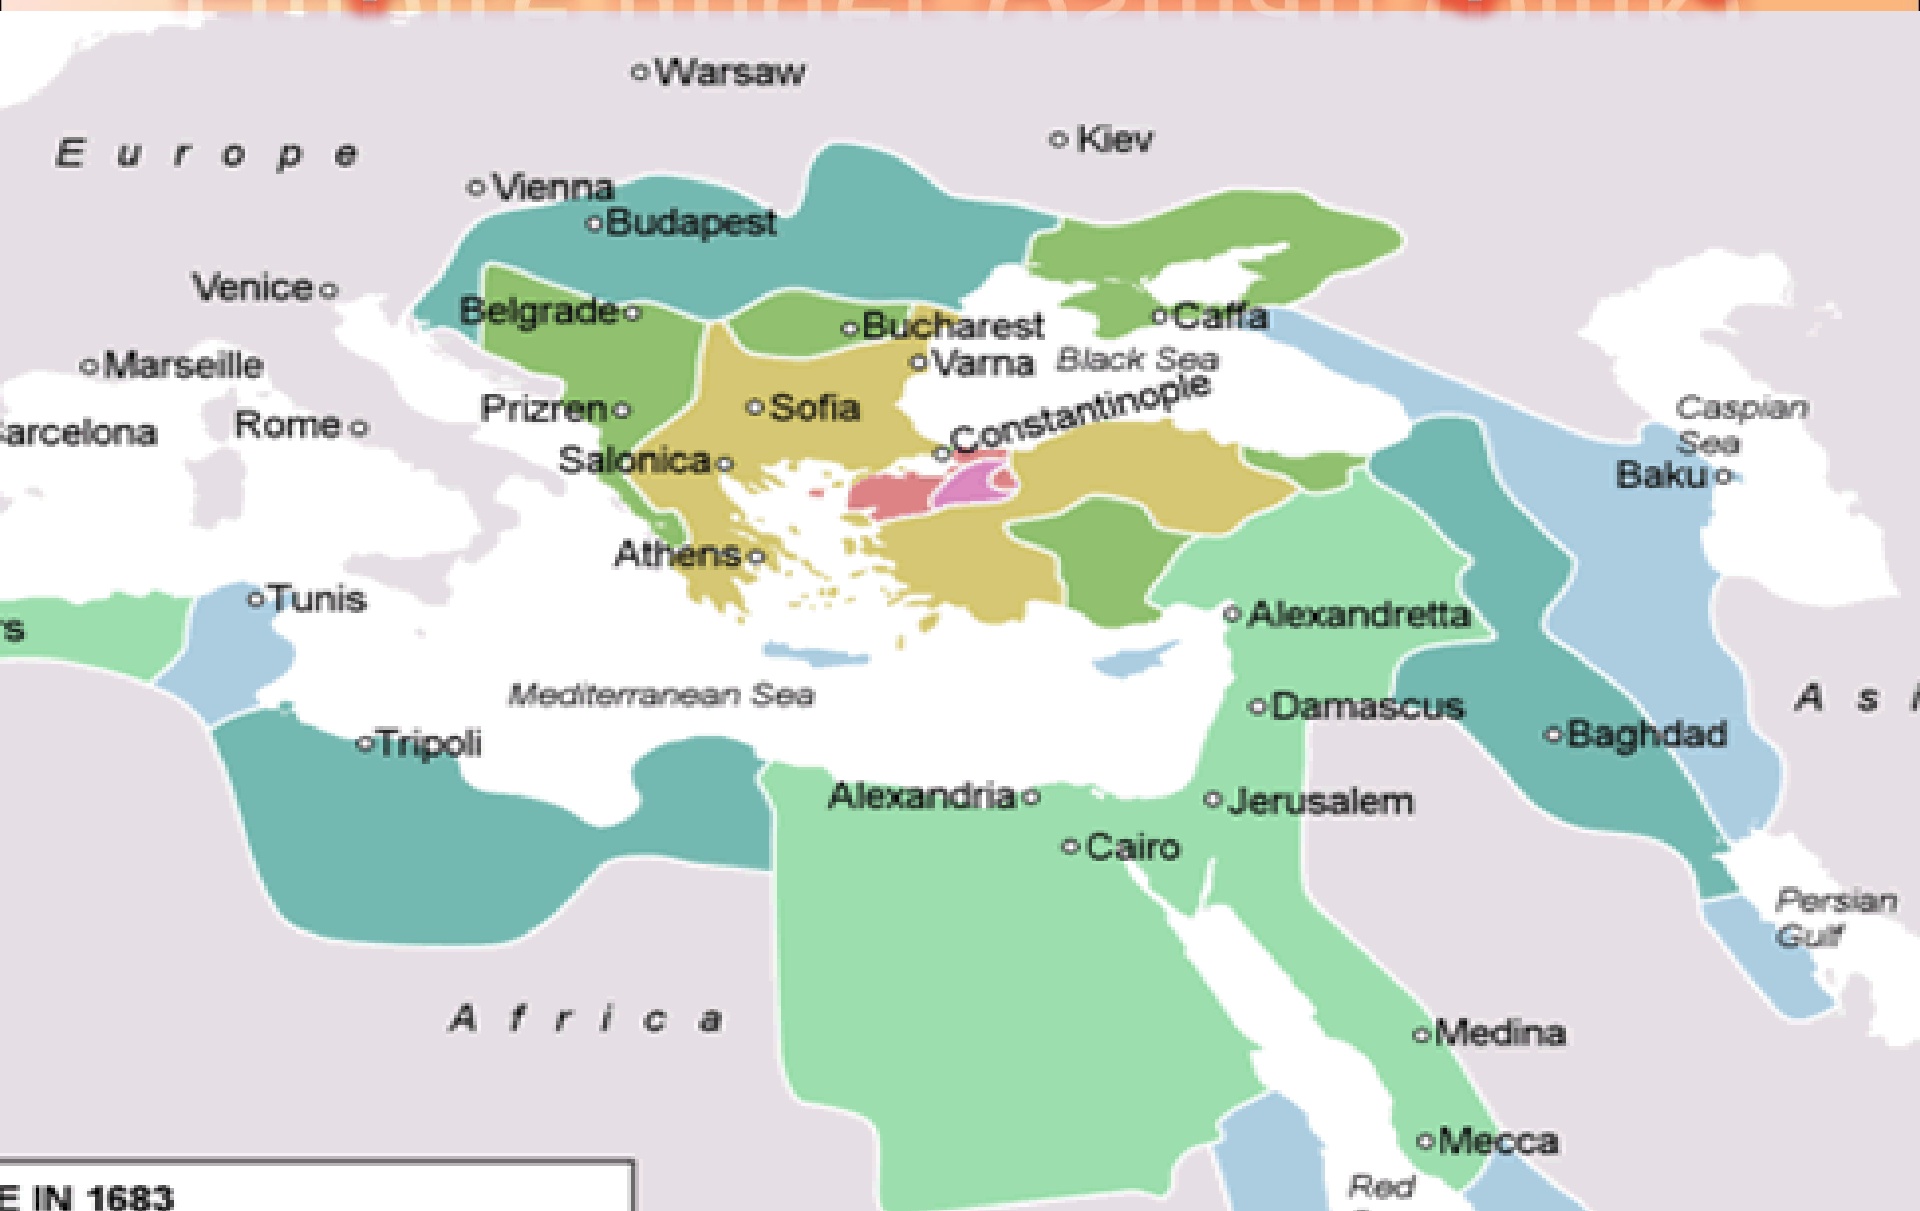 Warsaw
Kiev
Europe
Vienna
Budapest
Venice
Belgrade
Bucharest
Caffa
Marseille
Varna
Black Sea
Constantinople
Caspian
Sea
Prizren
Sofia
Rome
arcelona
Salonica
Baku
Athens
Tunis
Alexandretta
rs
Mediterranean Sea
Asi
Damascus
Tripoli
Baghdad
Alexandria
Jerusalem
Cairo
Persian
Gulf
Africa
Medina
Mecca
Red
E IN 1683